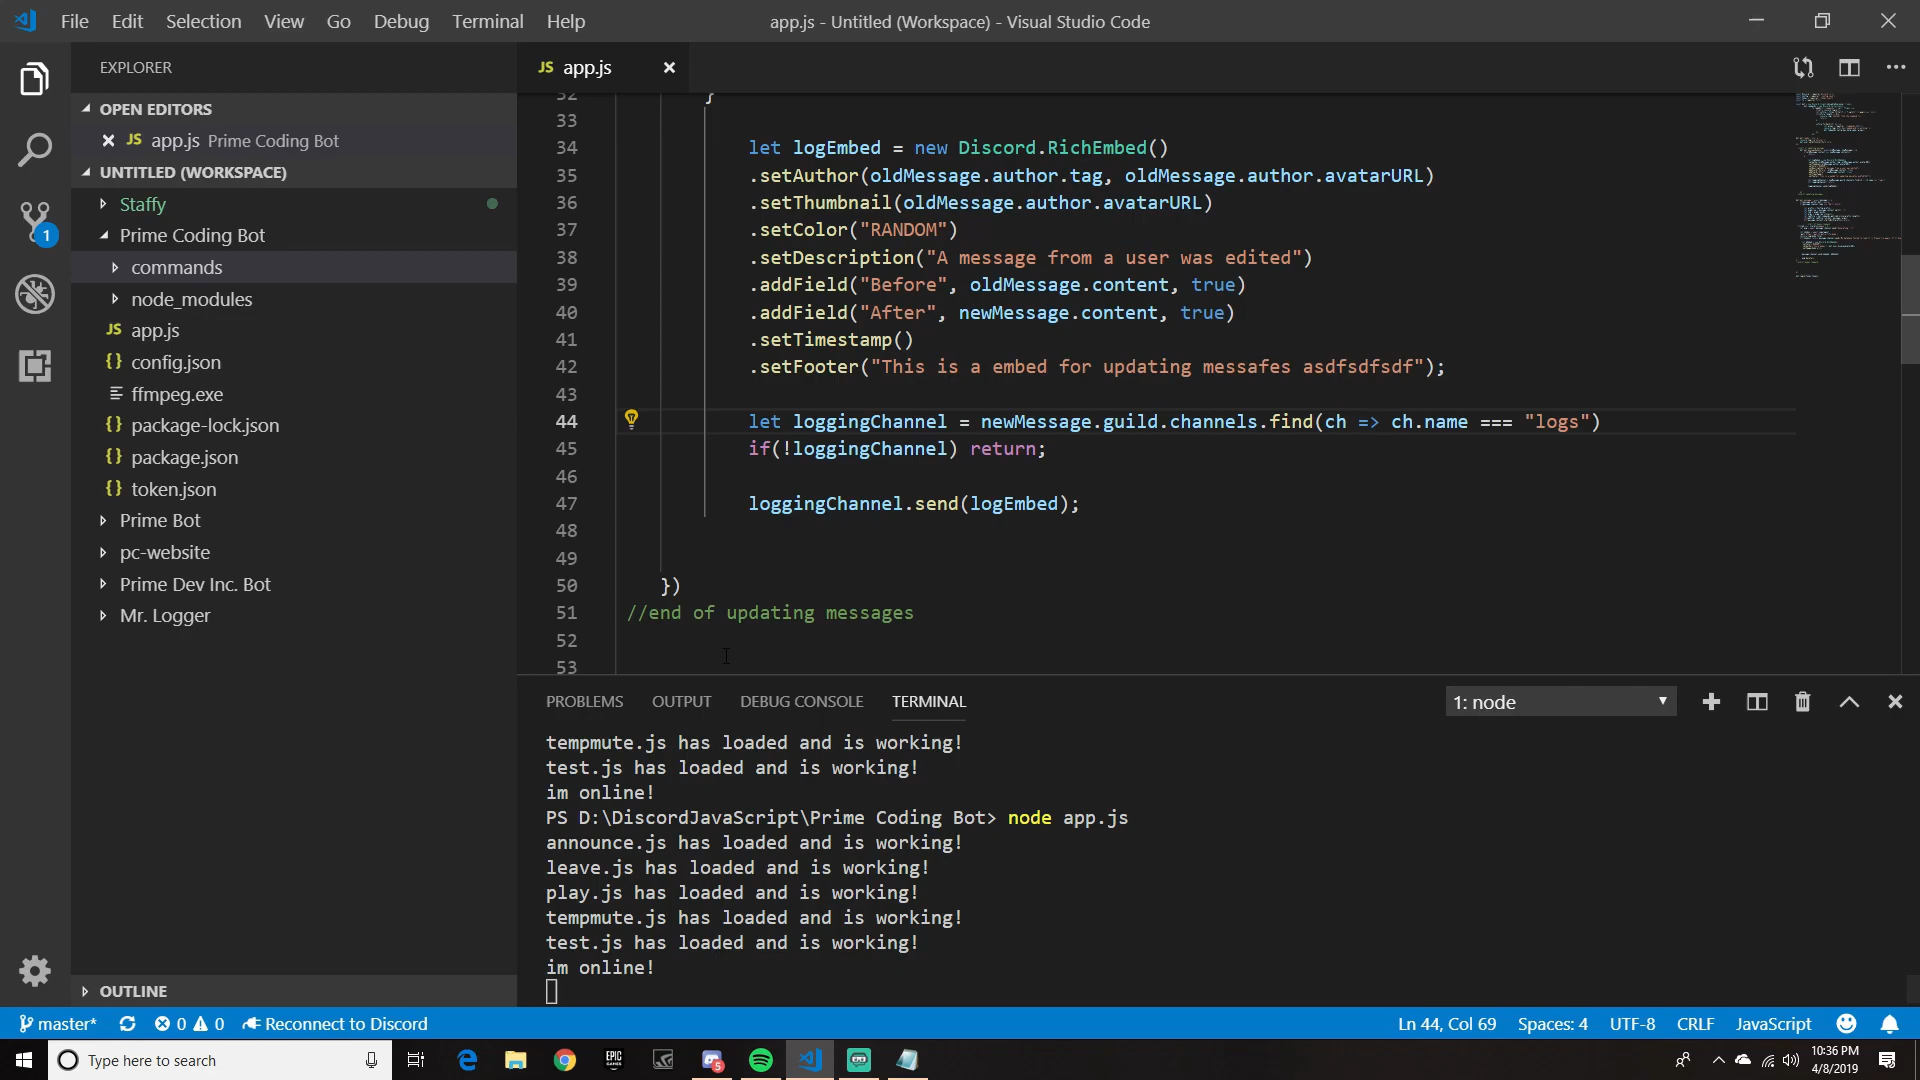 File Edit Selection View Go Debug Terminal Help
app.js - Untitled (Workspace) - Visual Studio Code
EXPLORER
OPEN EDITORS
JS app.js Prime Coding Bot
UNTITLED (WORKSPACE)
Staffy
Prime Coding Bot
commands
node_modules
JS app.js
{} config.json
ffmpeg.exe
{} package-lock.json
{} package.json
{} token.json
Prime Bot
pc-website
Prime Dev Inc. Bot
Mr. Logger
OUTLINE
1
JS app.js
32 {
33
34 let logEmbed = new Discord.RichEmbed()
35 .setAuthor(oldMessage.author.tag, oldMessage.author.avatarURL)
36 .setThumbnail(oldMessage.author.avatarURL)
37 .setColor("RANDOM")
38 .setDescription("A message from a user was edited")
39 .addField("Before", oldMessage.content, true)
40 .addField("After", newMessage.content, true)
41 .setTimestamp()
42 .setFooter("This is a embed for updating messafes asdfsdfsdf");
43
44 let loggingChannel = newMessage.guild.channels.find(ch => ch.name === "logs")
45 if(!loggingChannel) return;
46
47 loggingChannel.send(logEmbed);
48
49
50 })
51 //end of updating messages
52
53
PROBLEMS OUTPUT DEBUG CONSOLE TERMINAL
1: node
tempmute.js has loaded and is working!
test.js has loaded and is working!
im online!
PS D:\DiscordJavaScript\Prime Coding Bot> node app.js
announce.js has loaded and is working!
leave.js has loaded and is working!
play.js has loaded and is working!
tempmute.js has loaded and is working!
test.js has loaded and is working!
im online!
master* 0 0 Reconnect to Discord
Ln 44, Col 69 Spaces: 4 UTF-8 CRLF JavaScript
Type here to search
EPIC GAMES
5
10:36 PM
4/8/2019